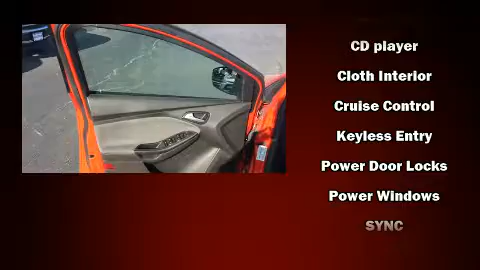 CD player
Cloth Interior
Cruise Control
Keyless Entry
Power Door Locks
Power Windows
SYNC